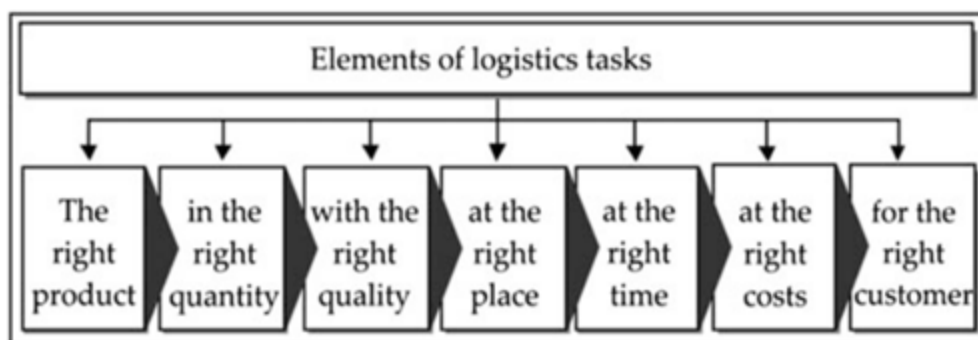 Elements of logistics tasks
The
right
product
in the
right
quantity
with the
right
quality
at the
right
place
at the
right
time
at the
right
costs
for the
right
customer